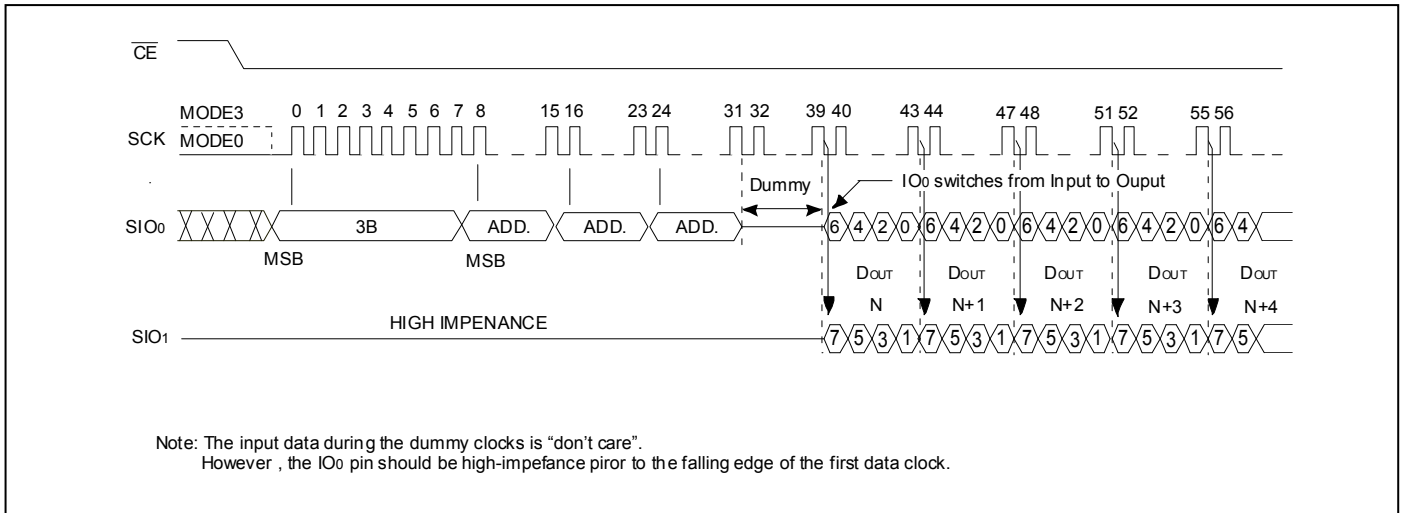 CE
MODE3 0 1 2 3 4 5 6 7 8 15 16 23 24 31 32 39 40 43 44 47 48 51 52 55 56
SCK MODE0
Dummy IO0 switches from Input to Ouput
SIO0 3B ADD. ADD. ADD. 6 4 2 0 6 4 2 0 6 4 2 0 6 4 2 0 6 4
MSB MSB
DOUT DOUT DOUT DOUT DOUT
N N+1 N+2 N+3 N+4
HIGH IMPENANCE
SIO1 7 5 3 1 7 5 3 1 7 5 3 1 7 5 3 1 7 5
Note: The input data during the dummy clocks is “don’t care”.
However , the IO0 pin should be high-impefance piror to the falling edge of the first data clock.